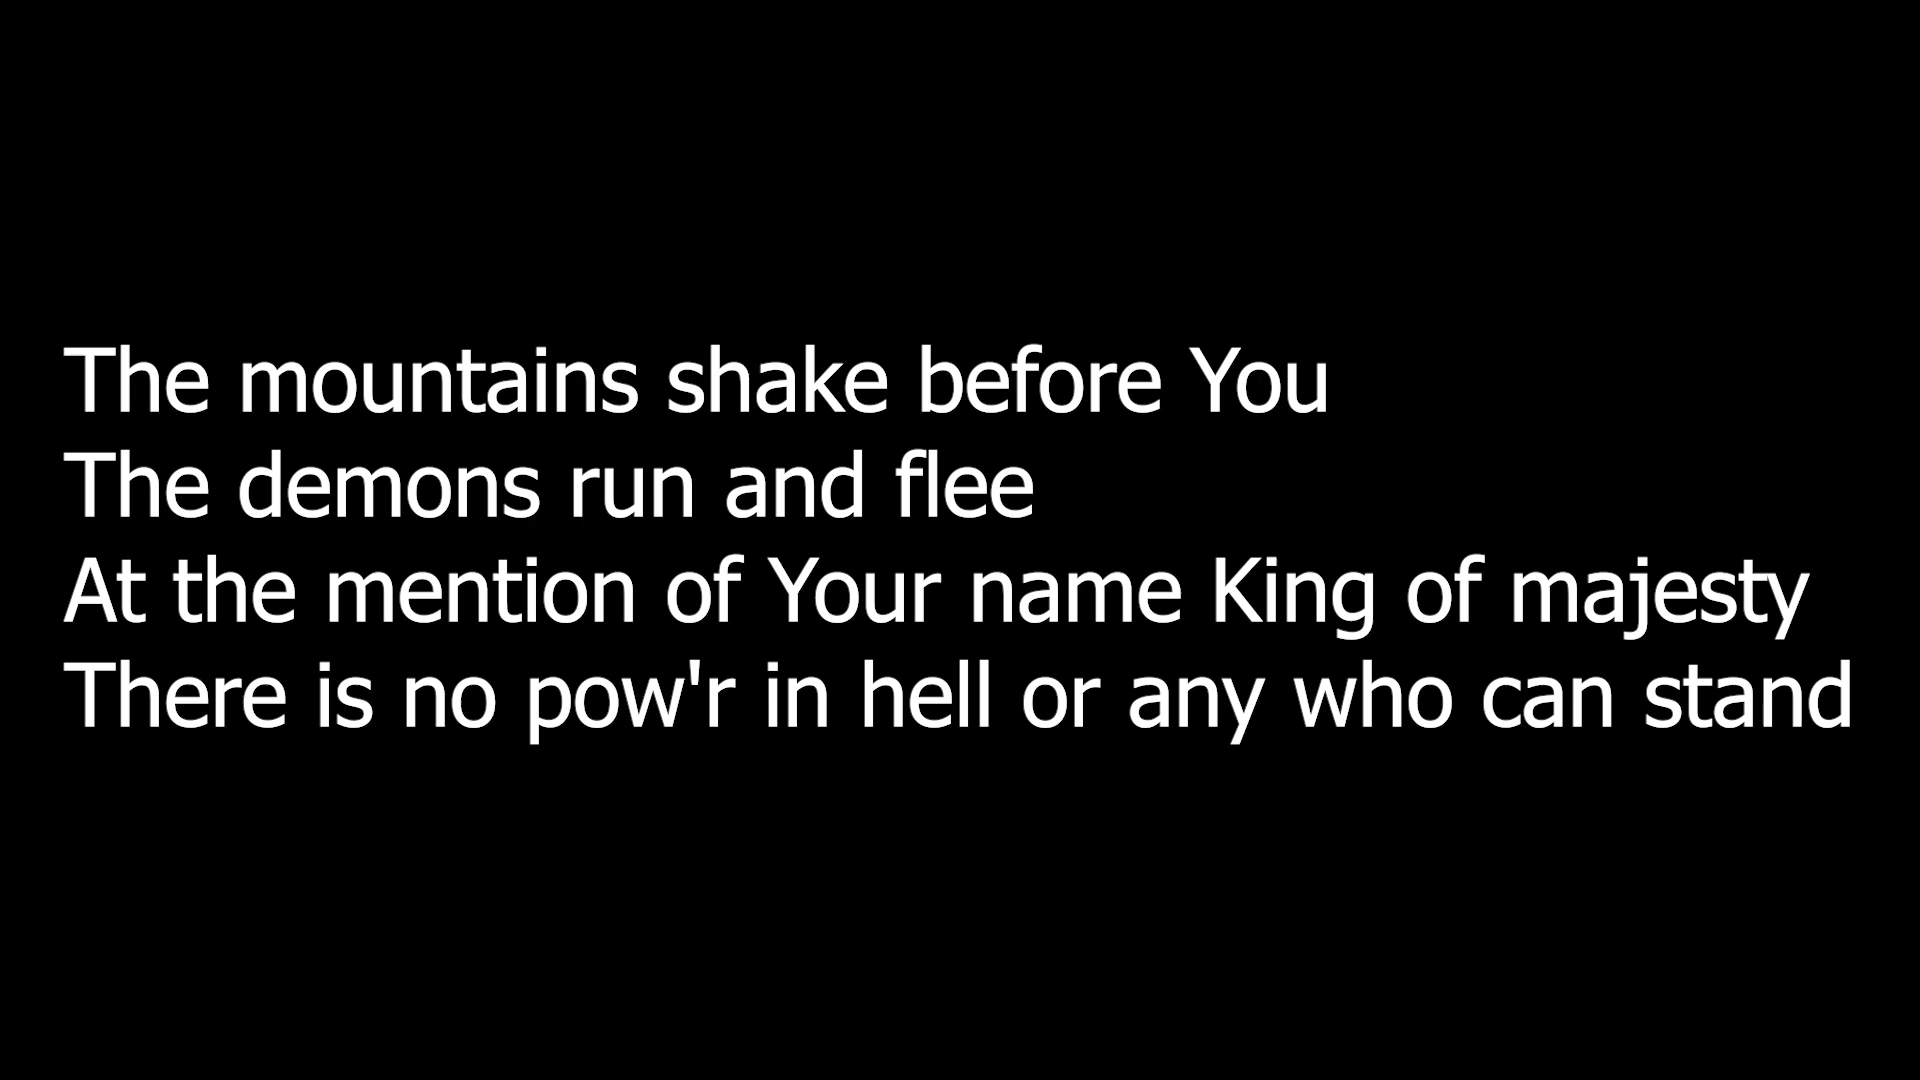 The mountains shake before You
The demons run and flee
At the mention of Your name King of majesty
There is no pow'r in hell or any who can stand